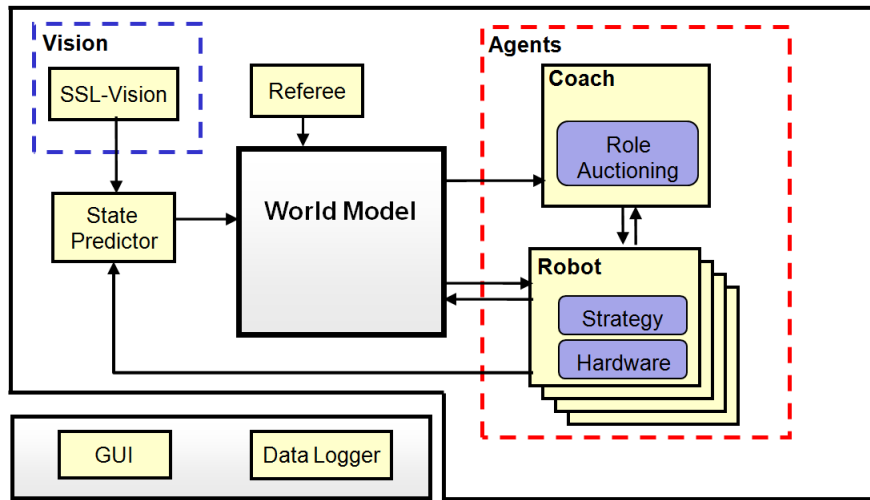 Vision
SSL-Vision
Referee
State
Predictor
World Model
Agents
Coach
Role
Auctioning
Robot
Strategy
Hardware
GUI
Data Logger